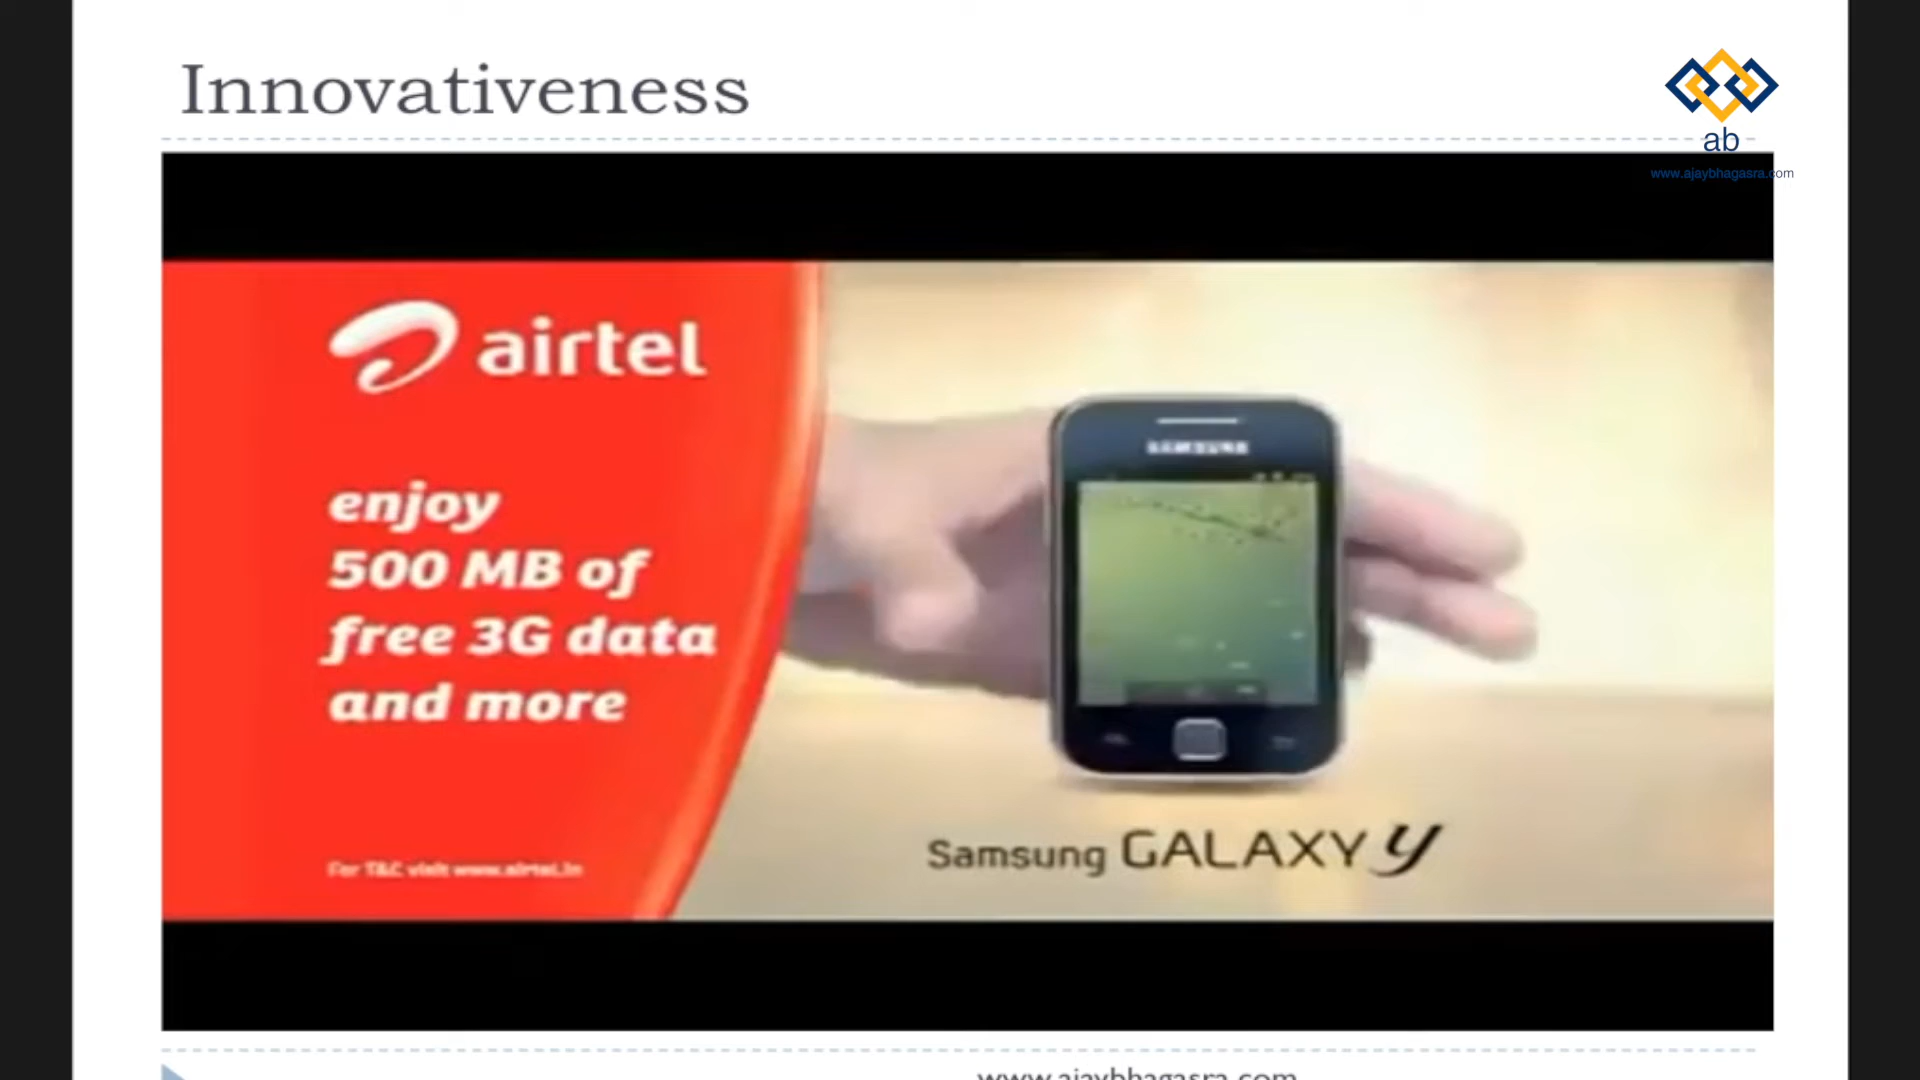 Innovativeness
ab
www.ajaybhagasra.com
airtel
enjoy
500 MB of
free 3G data
and more
SAMSUNG
For T&C visit www.airtel.in
Samsung GALAXY y
www.ajaybhagasra.com